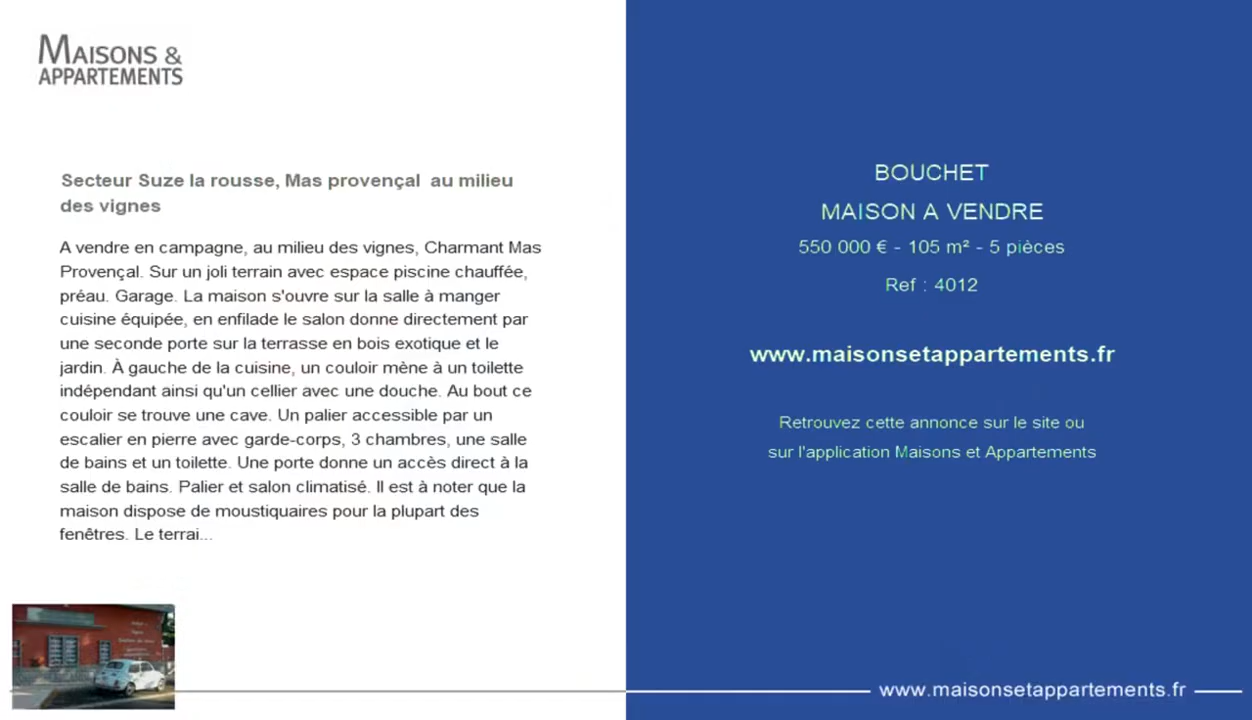 MAISONS &
APPARTEMENTS
Secteur Suze la rousse, Mas provençal au milieu
des vignes
A vendre en campagne, au milieu des vignes, Charmant Mas
Provençal. Sur un joli terrain avec espace piscine chauffée,
préau. Garage. La maison s'ouvre sur la salle à manger
cuisine équipée, en enfilade le salon donne directement par
une seconde porte sur la terrasse en bois exotique et le
jardin. À gauche de la cuisine, un couloir mène à un toilette
indépendant ainsi qu'un cellier avec une douche. Au bout ce
couloir se trouve une cave. Un palier accessible par un
escalier en pierre avec garde-corps, 3 chambres, une salle
de bains et un toilette. Une porte donne un accès direct à la
salle de bains. Palier et salon climatisé. Il est à noter que la
maison dispose de moustiquaires pour la plupart des
fenêtres. Le terrai...
BOUCHET
MAISON A VENDRE
550 000 € - 105 m² - 5 pièces
Ref : 4012
www.maisonsetappartements.fr
Retrouvez cette annonce sur le site ou
sur l'application Maisons et Appartements
www.maisonsetappartements.fr